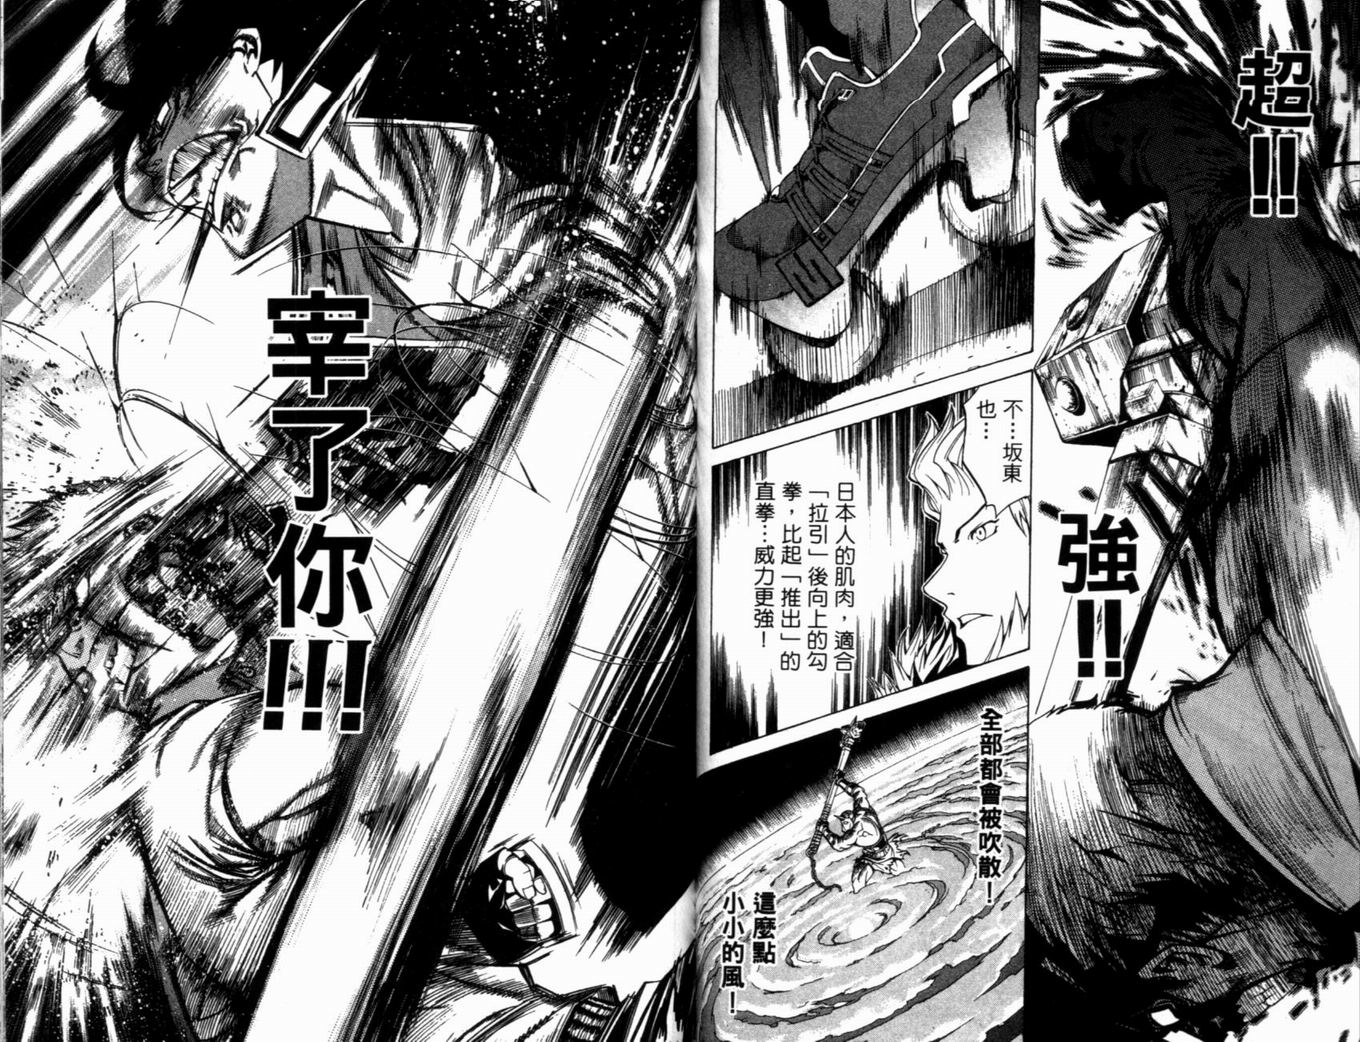 超!!
強!!
不…坂東
也…
日本人的肌肉，適合
「拉引」後向上的勾
拳，比起「推出」的
直拳…威力更強！
全部都會被吹散！
這麼點
小小的風！
宰了你!!!